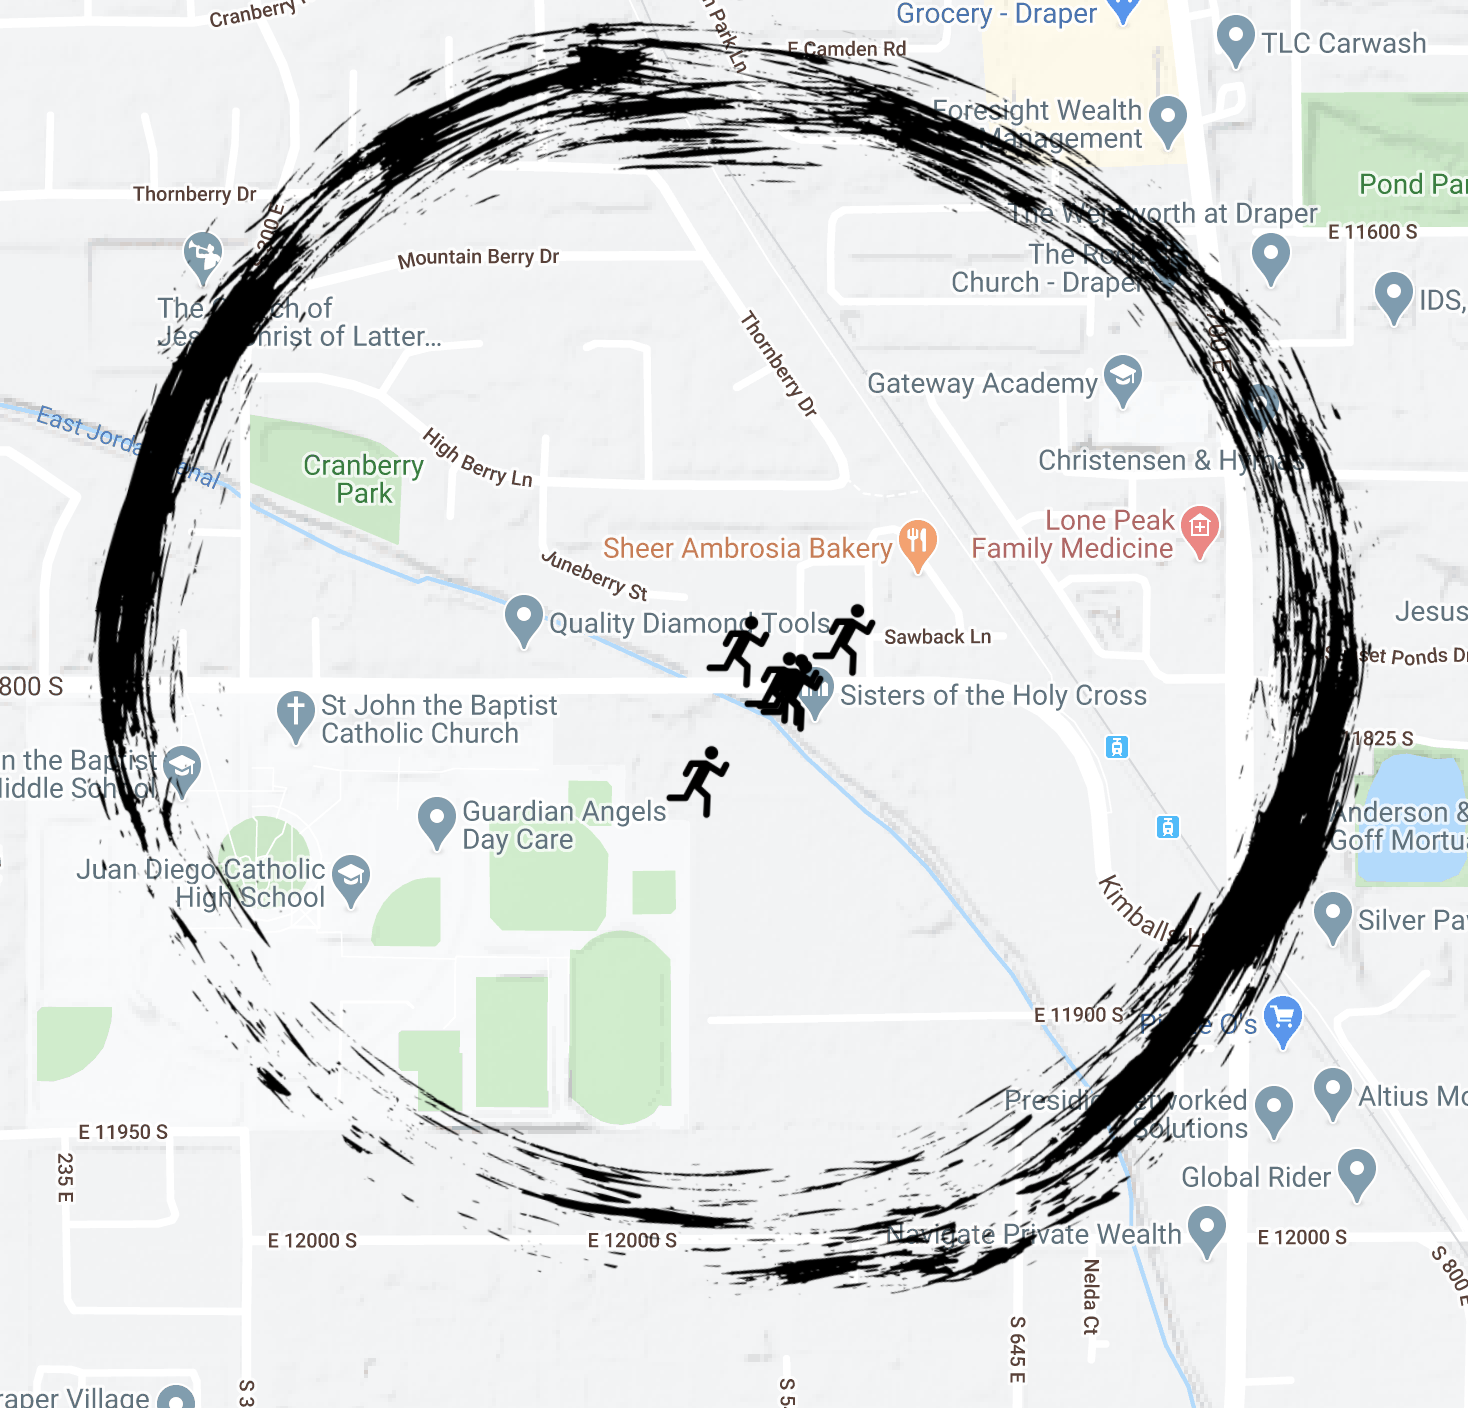 Cranberry
n Park Ln
Grocery - Draper
E Camden Rd
TLC Carwash
Foresight Wealth
Management
Pond Par
Thornberry Dr
300 E
The Wentworth at Draper
E 11600 S
Mountain Berry Dr
The Rock
Church - Draper
IDS,
The Church of
Jesus Christ of Latter...
Thornberry Dr
700 E
Gateway Academy
East Jordan Canal
High Berry Ln
Cranberry
Park
Christensen & Hymas
Lone Peak
Family Medicine
Sheer Ambrosia Bakery
Juneberry St
Quality Diamond Tools
Sawback Ln
Jesus
set Ponds Dr
800 S
Sisters of the Holy Cross
St John the Baptist
Catholic Church
1825 S
n the Baptist
iddle School
Guardian Angels
Day Care
Anderson &
Goff Mortua
Juan Diego Catholic
High School
Kimballs L
Silver Pa
E 11900 S
O's
Presidio Networked
Solutions
Altius Mo
E 11950 S
235 E
Global Rider
Navigate Private Wealth
E 12000 S
E 12000 S
E 12000 S
S 800 E
Nelda Ct
S 645 E
S 3
S 5
raper Village